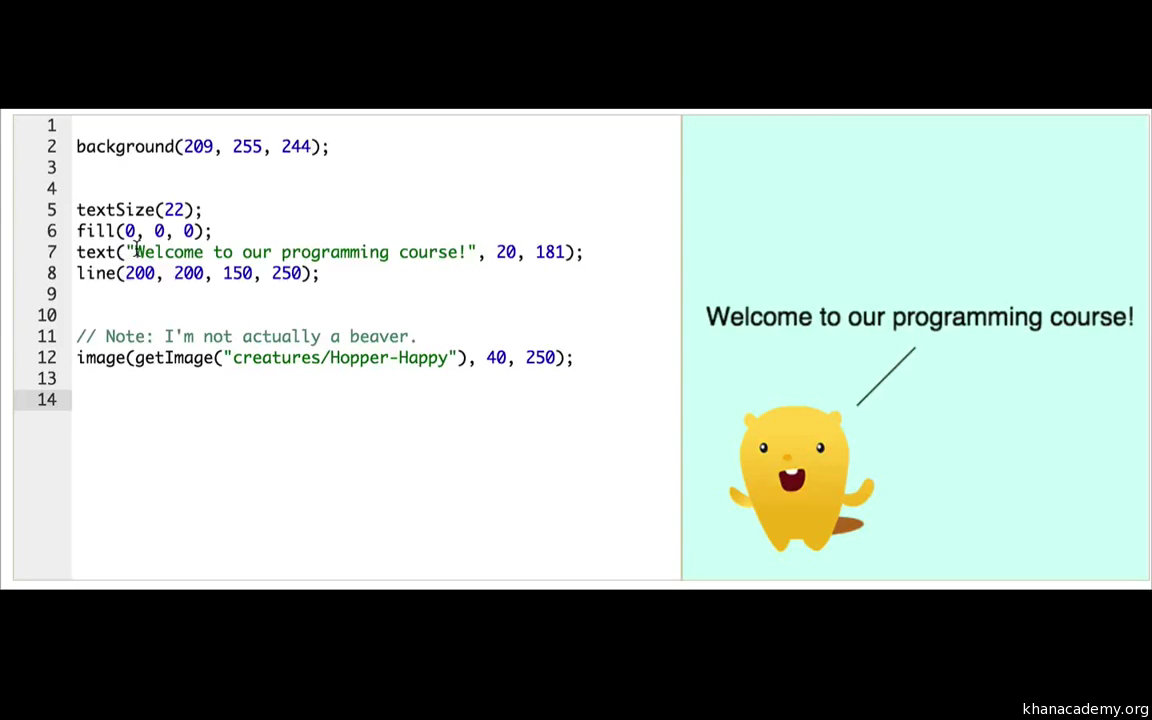 1
2 background(209, 255, 244);
3
4
5 textSize(22);
6 fill(0, 0, 0);
7 text("Welcome to our programming course!", 20, 181);
8 line(200, 200, 150, 250);
9
10
11 // Note: I'm not actually a beaver.
12 image(getImage("creatures/Hopper-Happy"), 40, 250);
13
14
Welcome to our programming course!
khanacademy.org